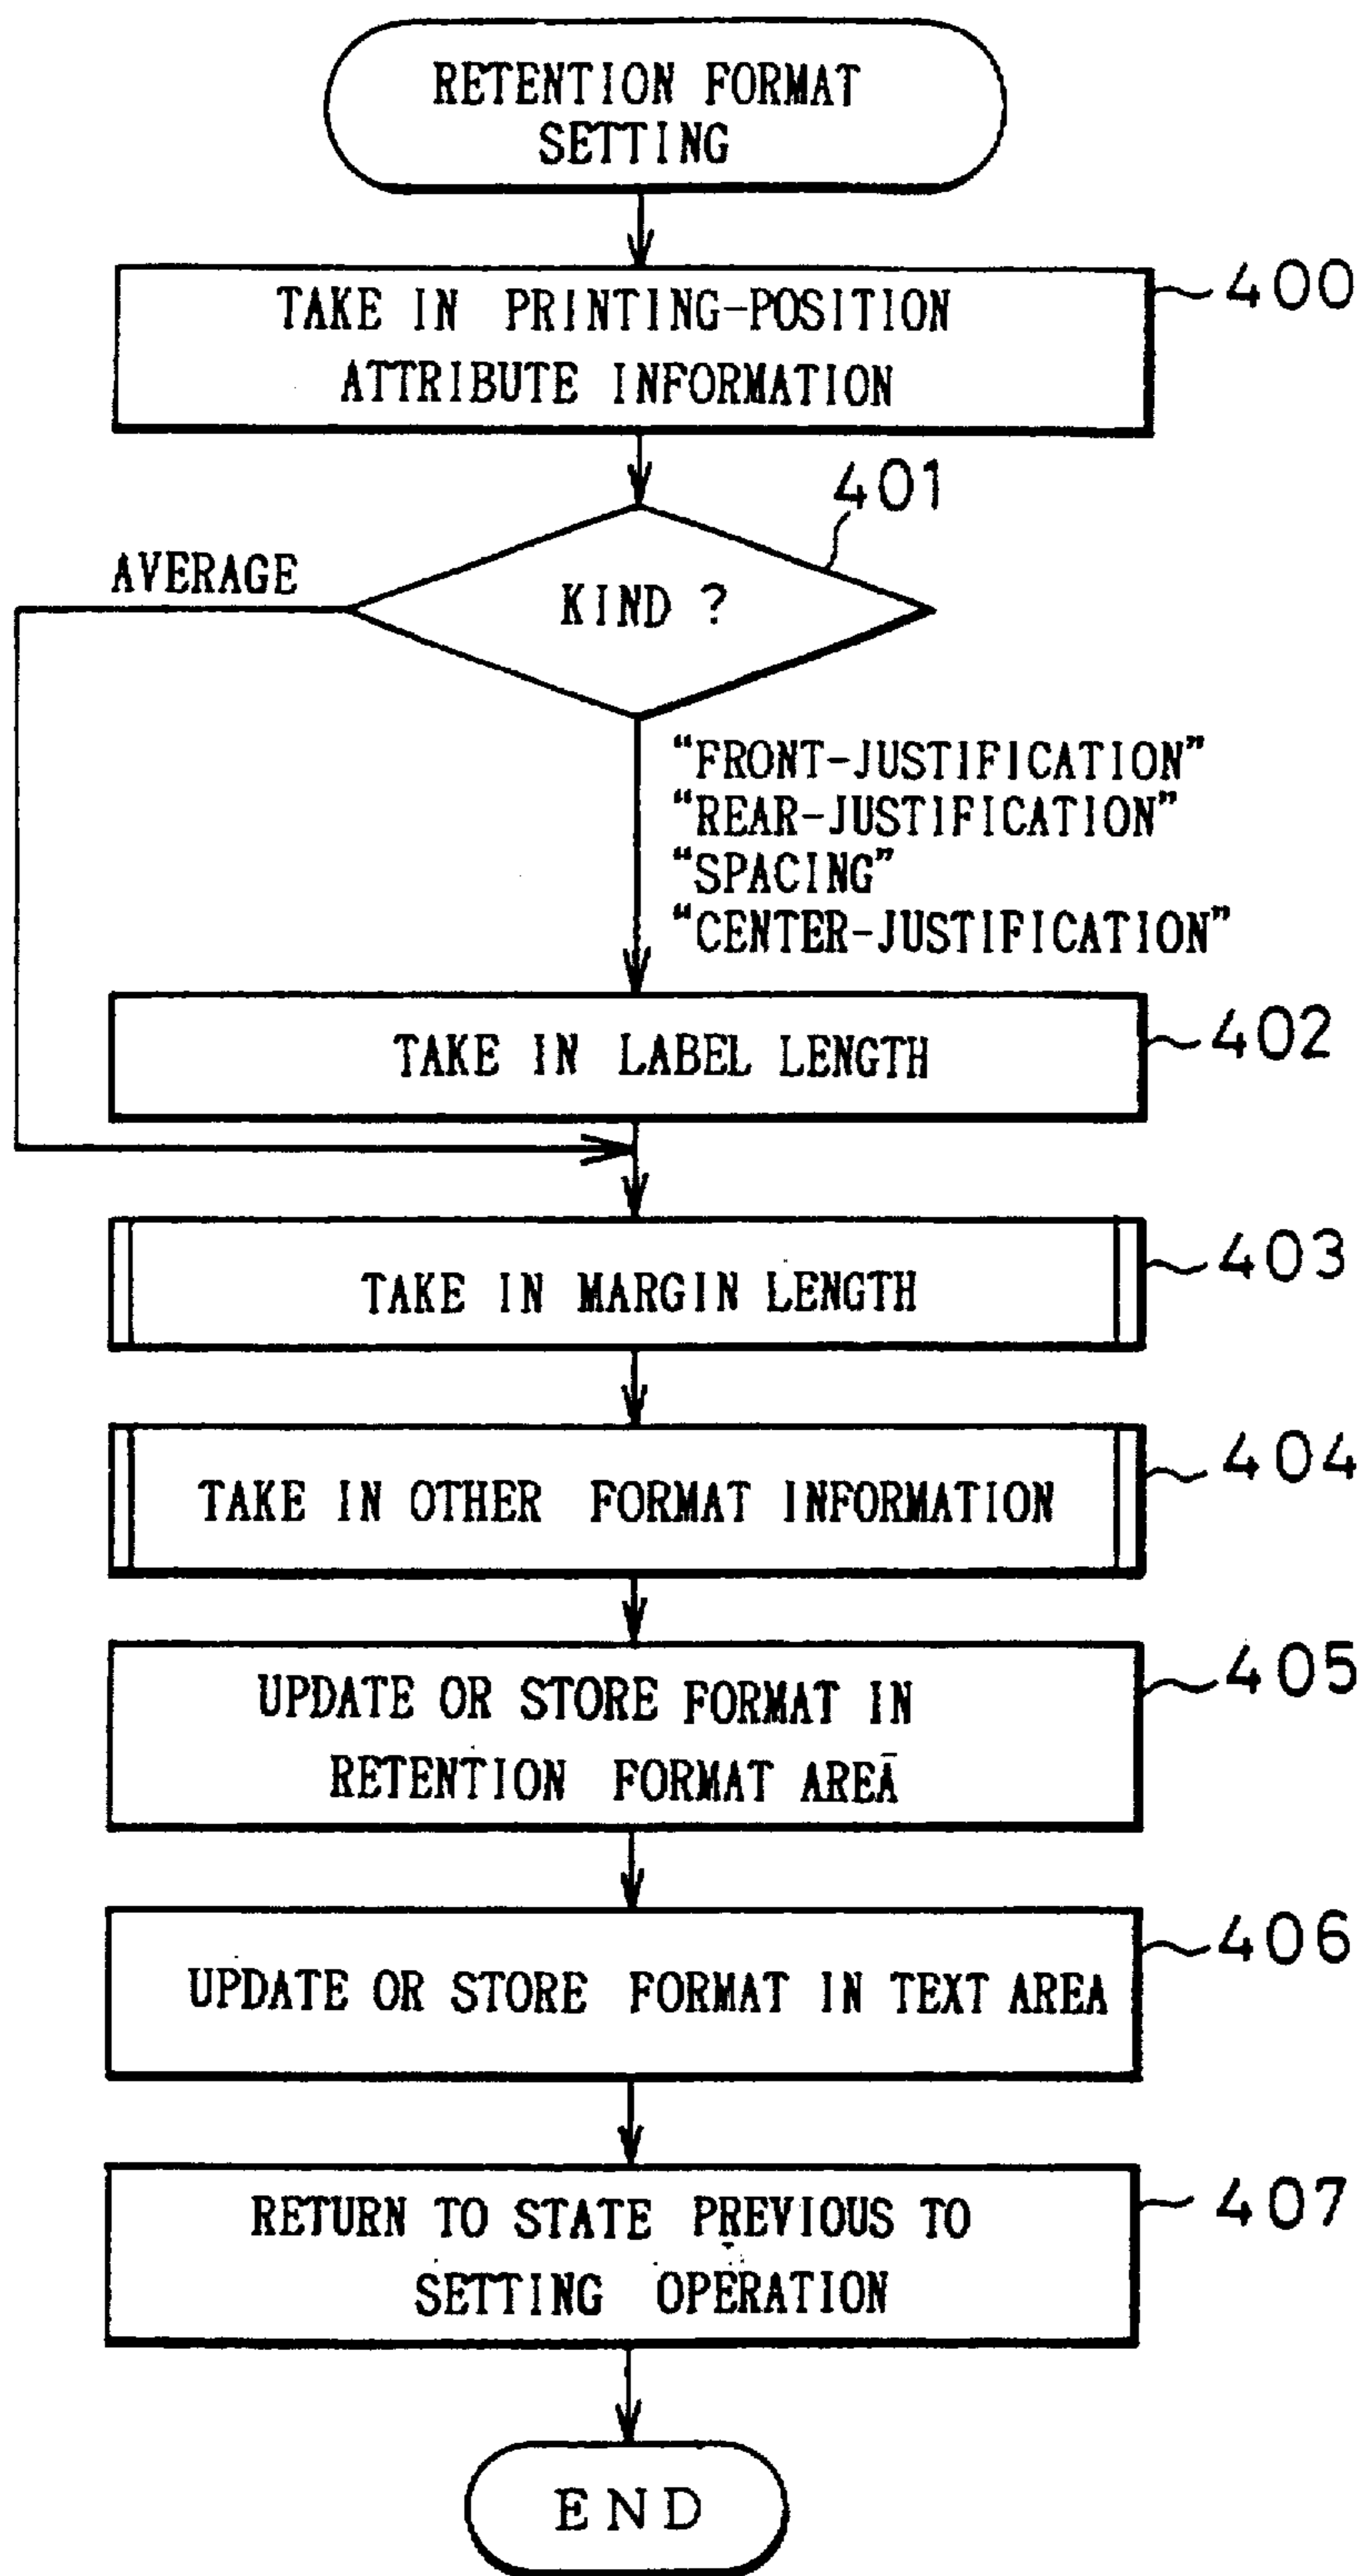 RETENTION FORMAT
SETTING
TAKE IN PRINTING-POSITION
ATTRIBUTE INFORMATION
400
401
AVERAGE
KIND ?
“FRONT-JUSTIFICATION”
“REAR-JUSTIFICATION”
“SPACING”
“CENTER-JUSTIFICATION”
TAKE IN LABEL LENGTH
402
TAKE IN MARGIN LENGTH
403
TAKE IN OTHER FORMAT INFORMATION
404
UPDATE OR STORE FORMAT IN
RETENTION FORMAT AREA
405
UPDATE OR STORE FORMAT IN TEXT AREA
406
RETURN TO STATE PREVIOUS TO
SETTING OPERATION
407
END